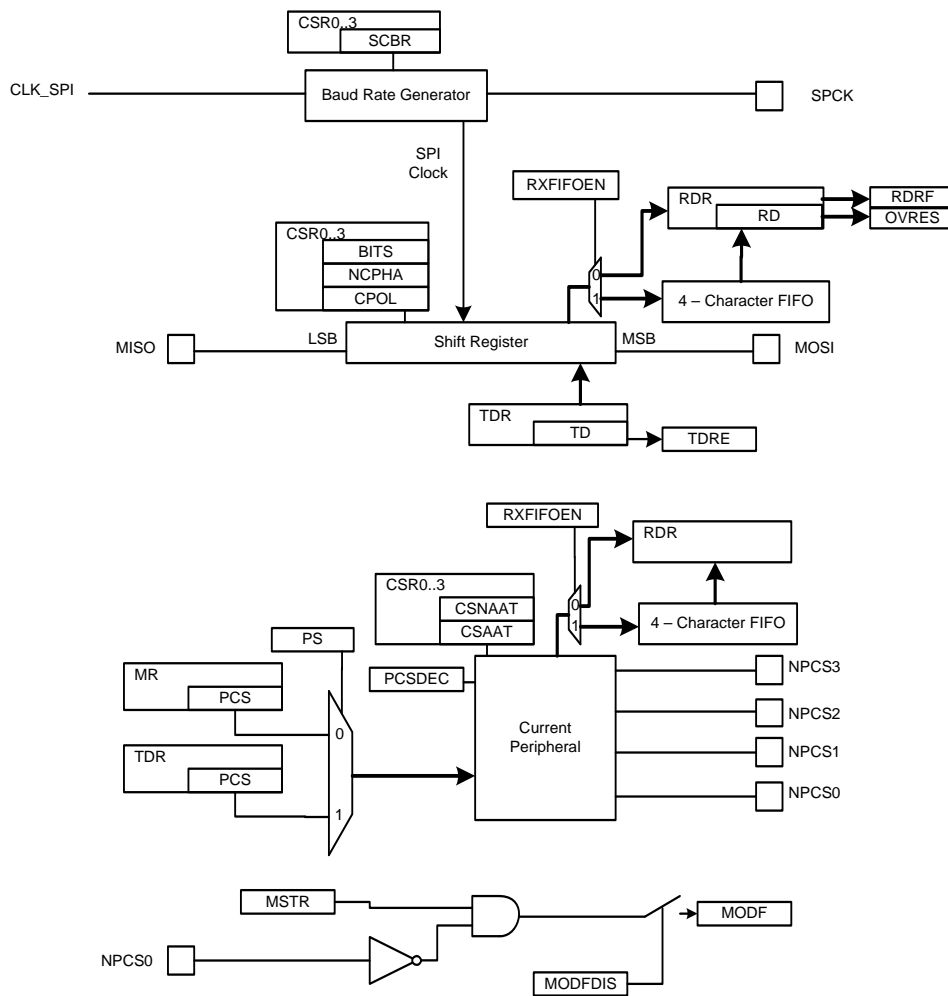 CSR0..3
SCBR
CLK_SPI
Baud Rate Generator
SPCK
SPI
Clock
RXFIFOEN
RDR
RD
RDRF
OVRES
CSR0..3
BITS
NCPHA
CPOL
0
1
4 – Character FIFO
MISO
LSB
Shift Register
MSB
MOSI
TDR
TD
TDRE
RXFIFOEN
RDR
CSR0..3
CSNAAT
CSAAT
0
1
4 – Character FIFO
PS
MR
PCS
PCSDEC
0
TDR
PCS
1
Current
Peripheral
NPCS3
NPCS2
NPCS1
NPCS0
MSTR
MODF
NPCS0
MODFDIS